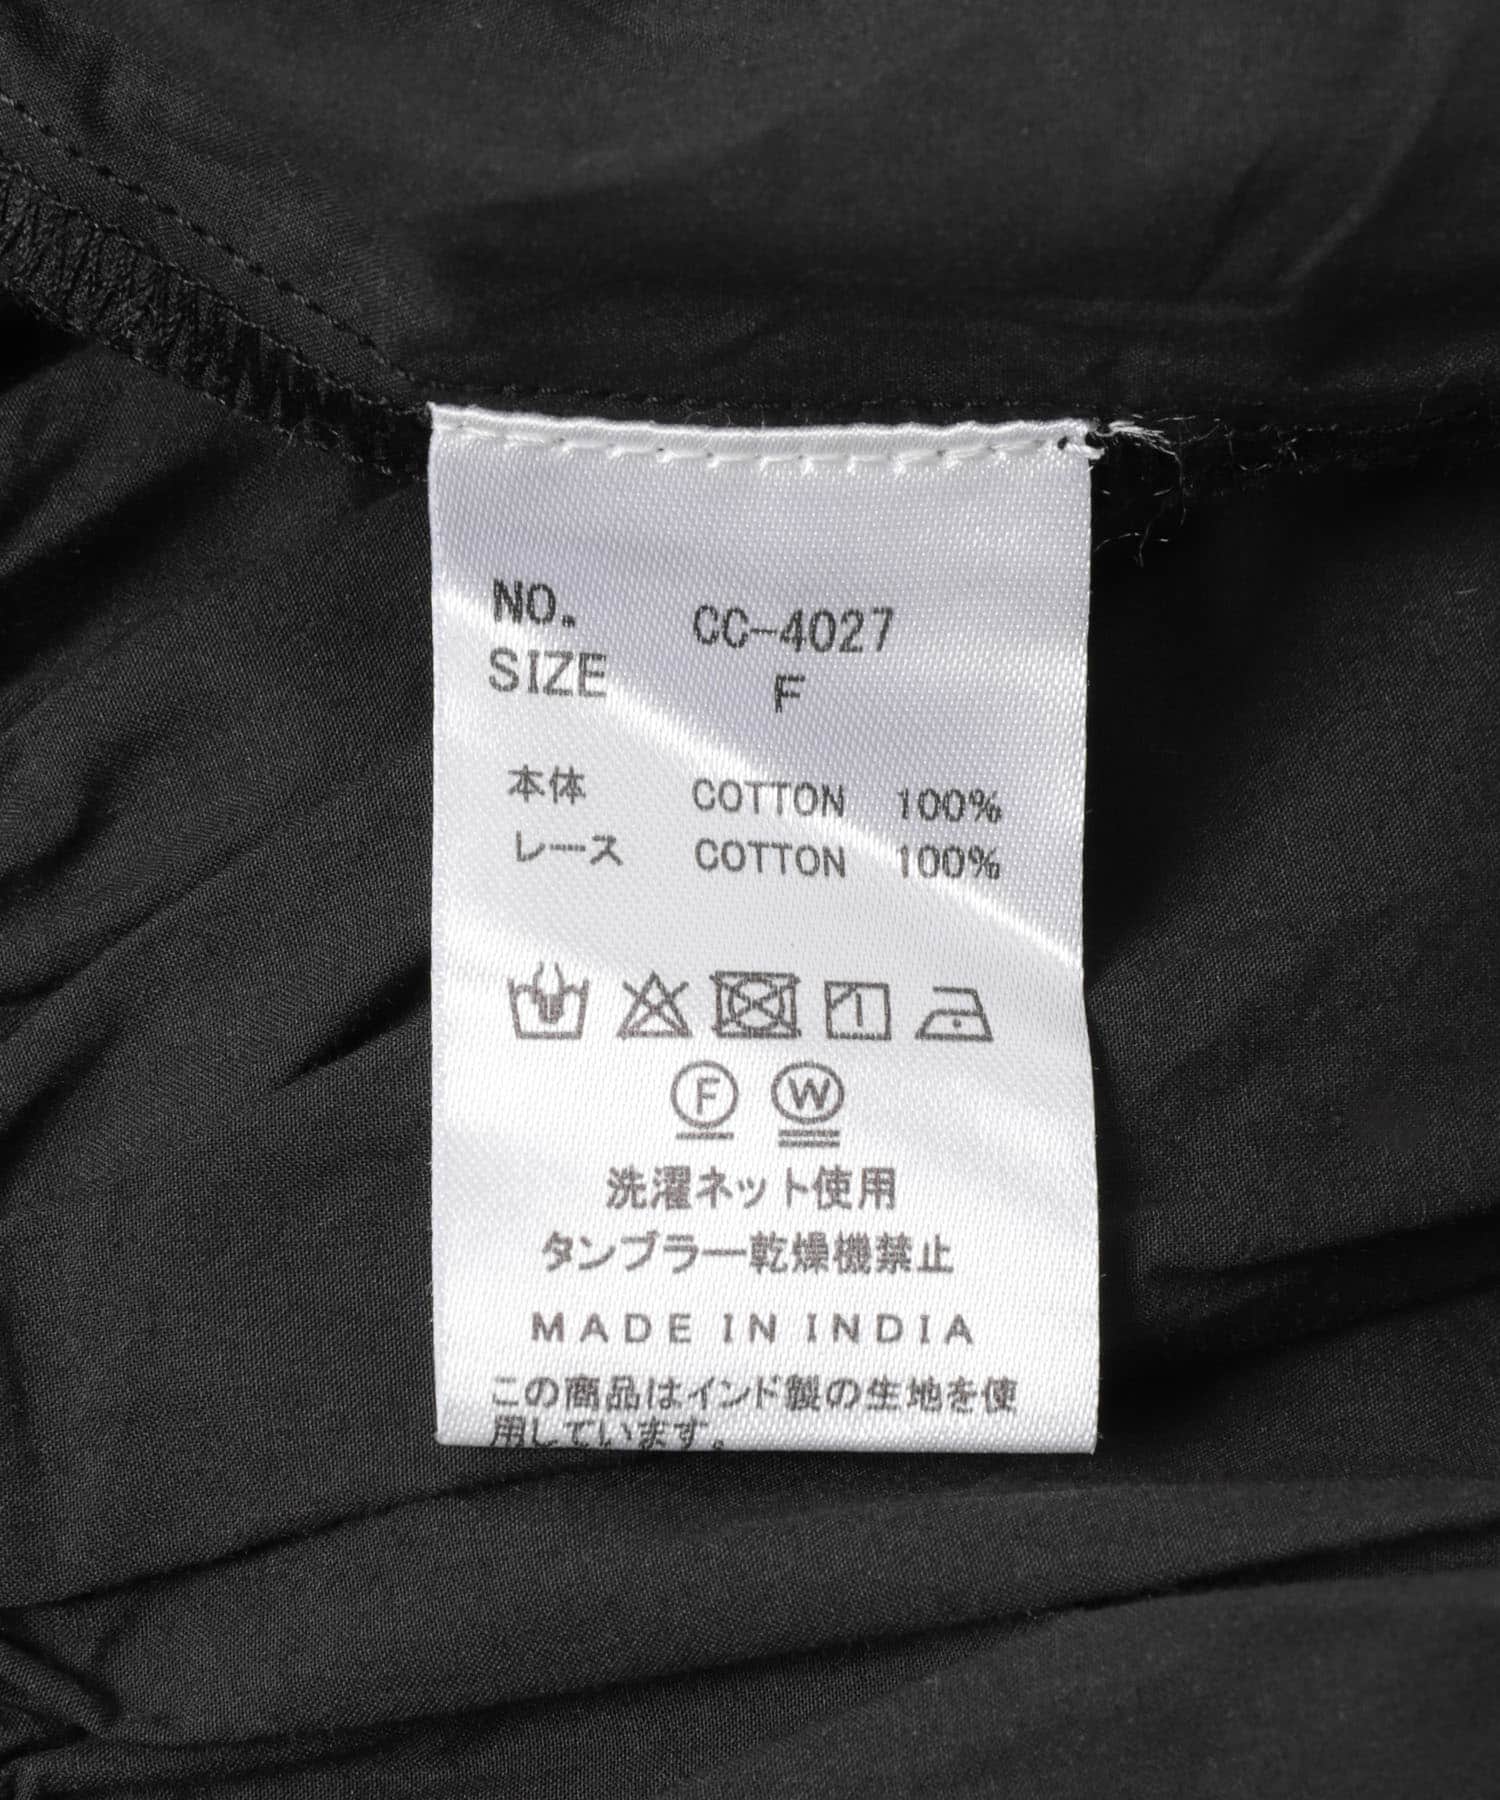 NO. CC-4027
SIZE F
本体 COTTON 100%
レース COTTON 100%
F W
洗濯ネット使用
タンブラー乾燥機禁止
MADE IN INDIA
この商品はインド製の生地を使
用しています。